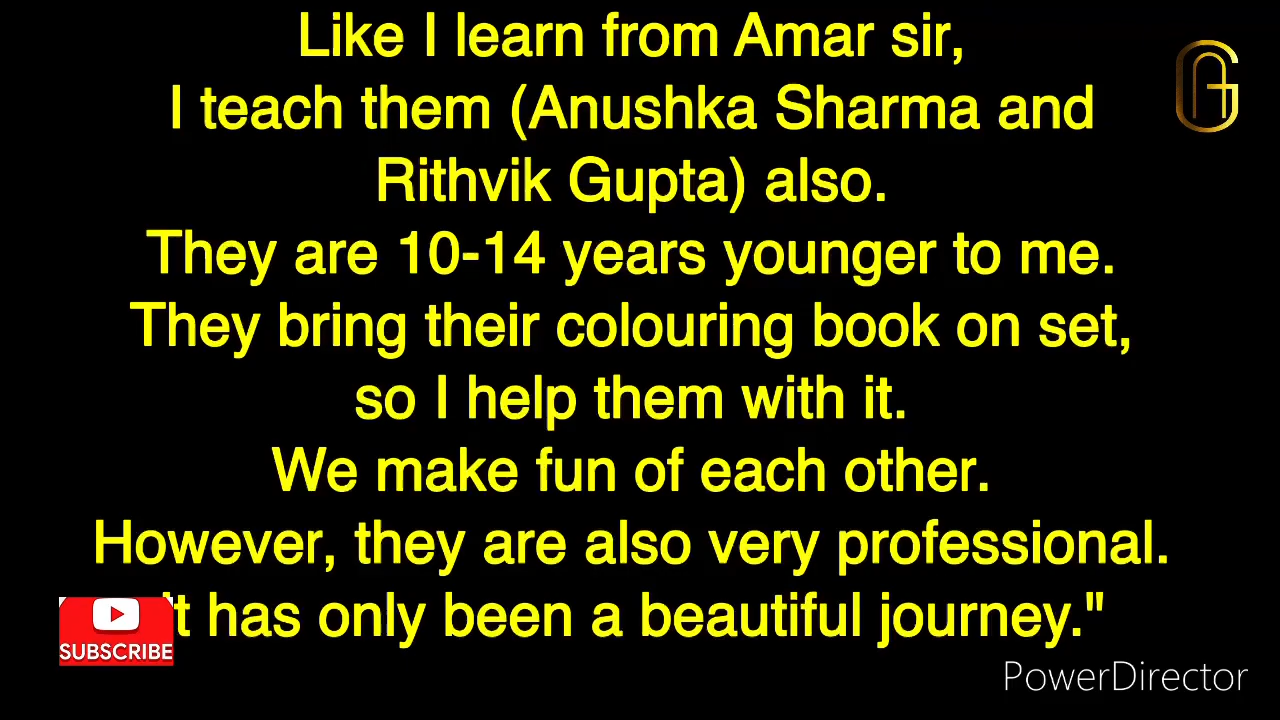 Like I learn from Amar sir,
I teach them (Anushka Sharma and
Rithvik Gupta) also.
They are 10-14 years younger to me.
They bring their colouring book on set,
so I help them with it.
We make fun of each other.
However, they are also very professional.
It has only been a beautiful journey."
SUBSCRIBE
PowerDirector